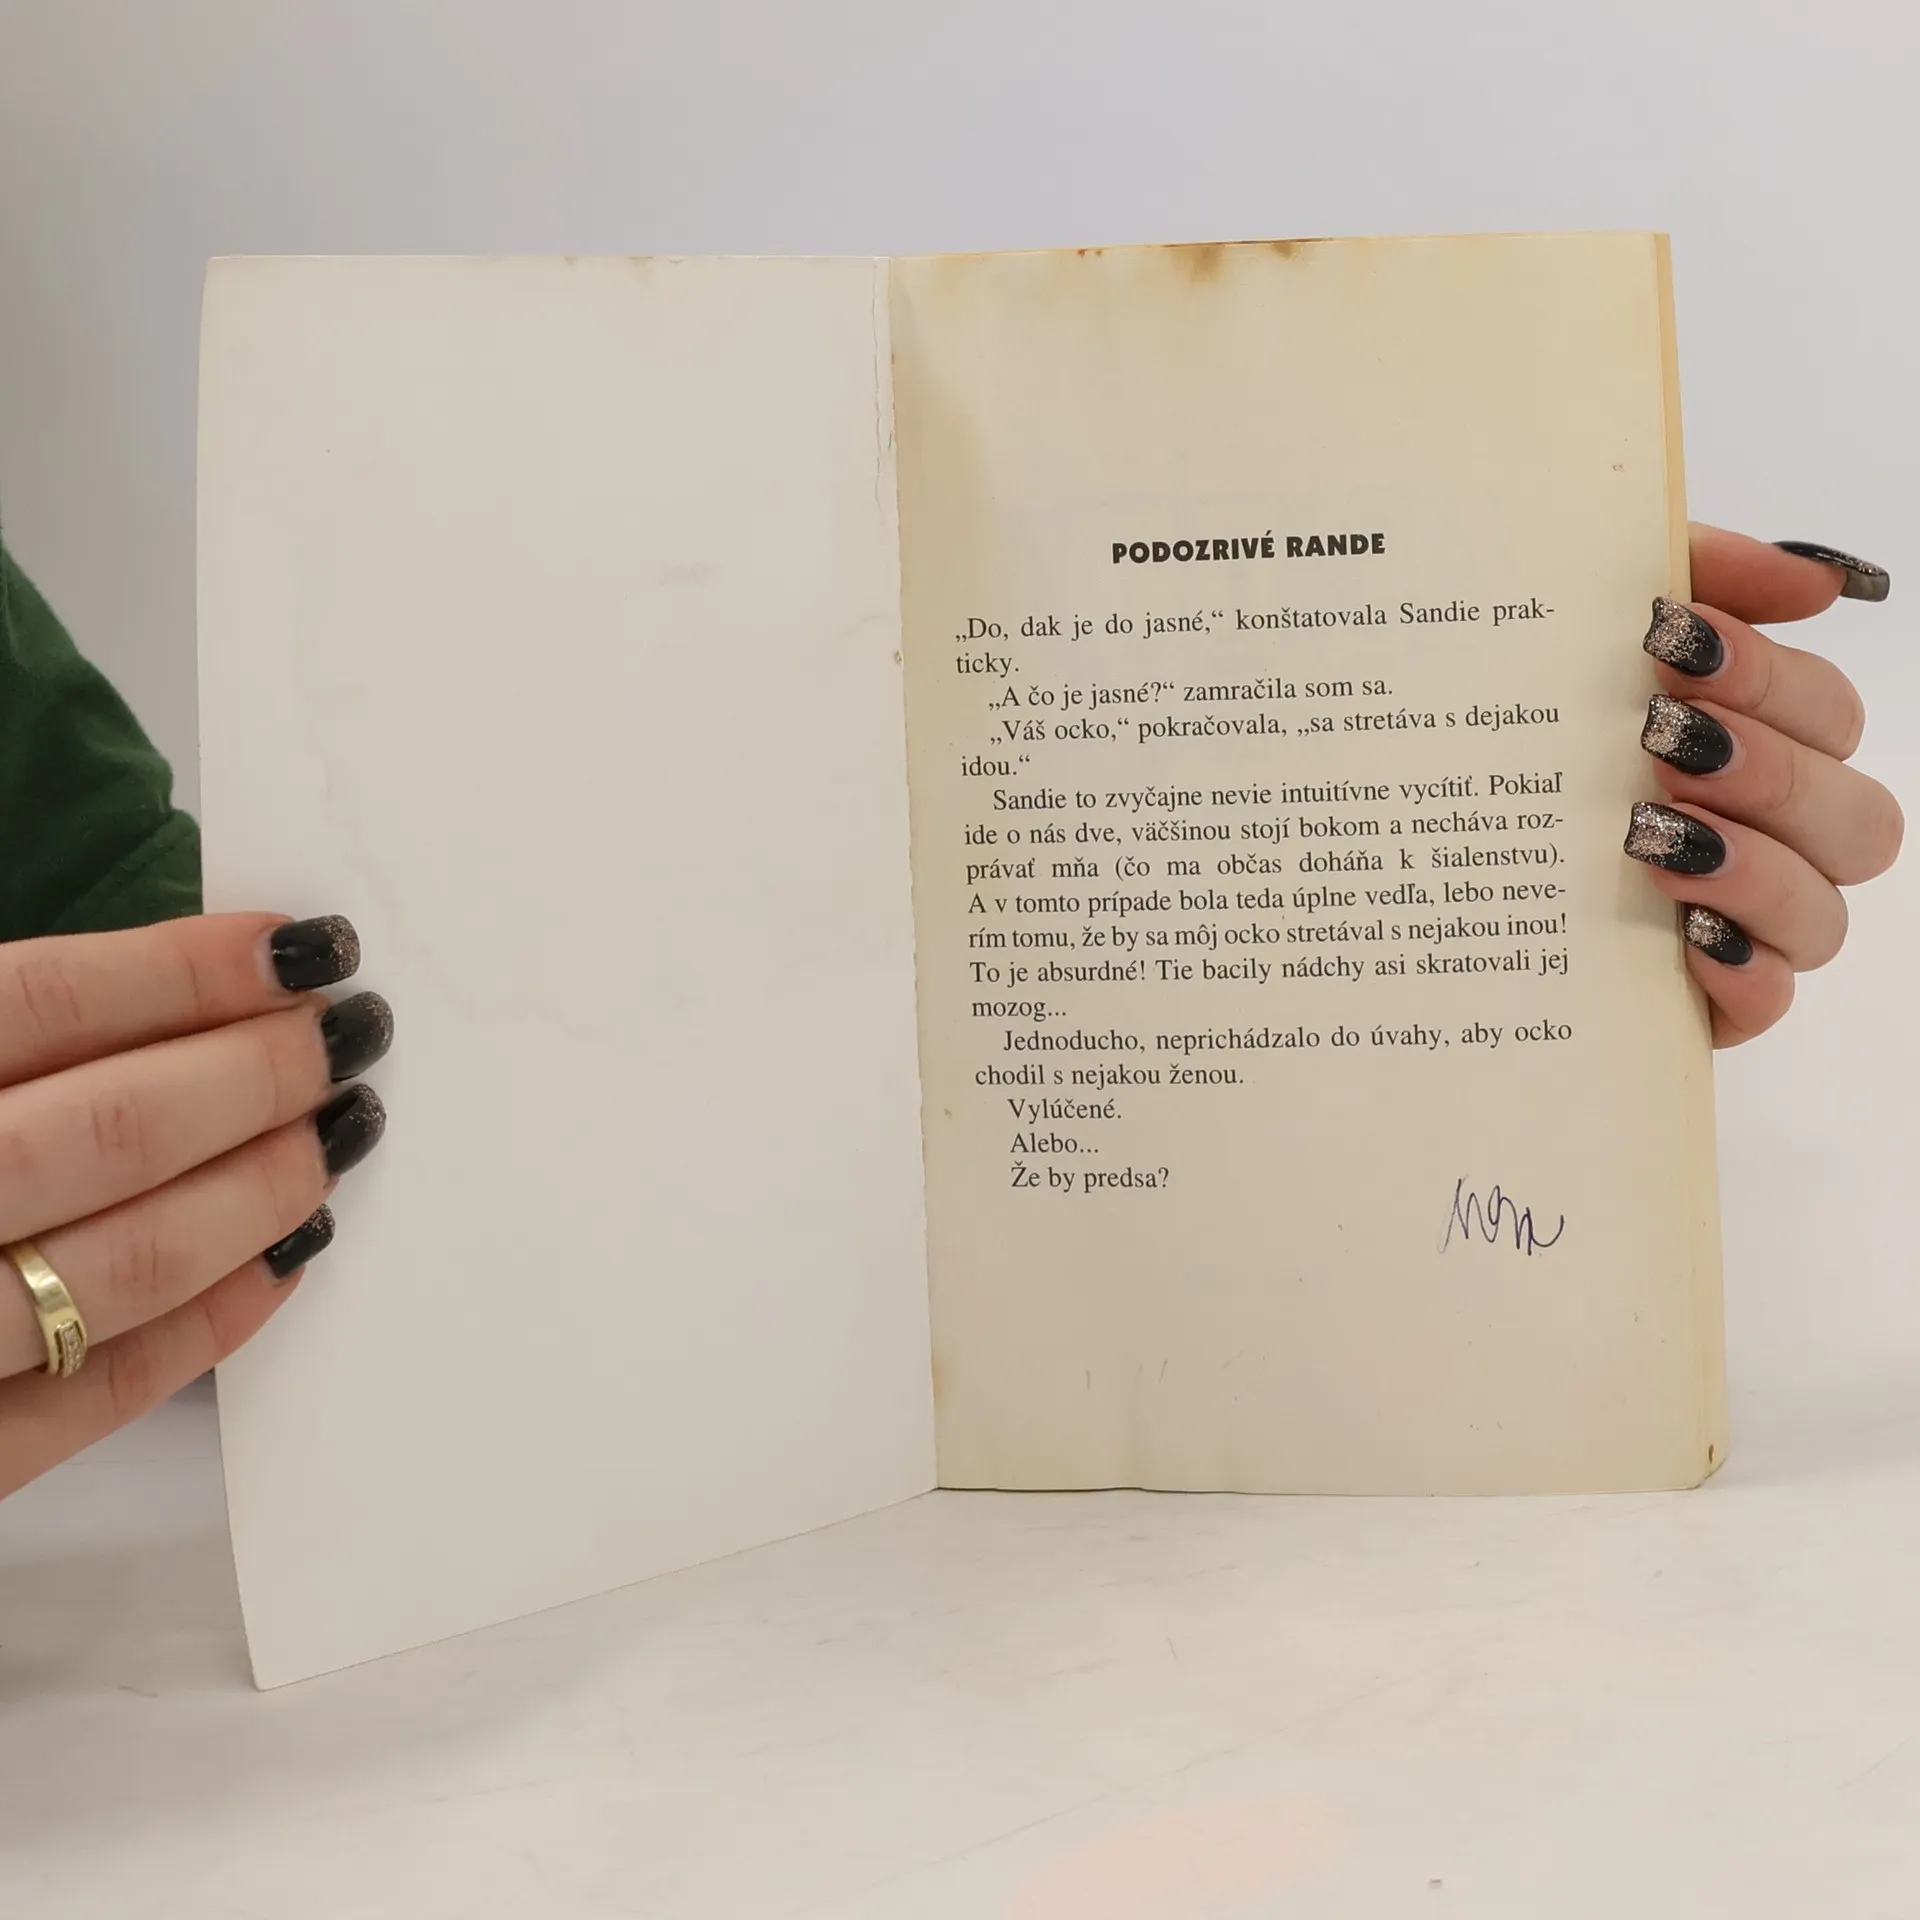 PODOZRIVÉ RANDE
„Do, dak je do jasné,“ konštatovala Sandie prak-
ticky.
„A čo je jasné?“ zamračila som sa.
„Váš ocko,“ pokračovala, „sa stretáva s dejakou
idou.“
Sandie to zvyčajne nevie intuitívne vycítiť. Pokiaľ
ide o nás dve, väčšinou stojí bokom a necháva roz-
právať mňa (čo ma občas doháňa k šialenstvu).
A v tomto prípade bola teda úplne vedľa, lebo neve-
rím tomu, že by sa môj ocko stretával s nejakou inou!
To je absurdné! Tie bacily nádchy asi skratovali jej
mozog...
Jednoducho, neprichádzalo do úvahy, aby ocko
chodil s nejakou ženou.
Vylúčené.
Alebo...
Že by predsa?